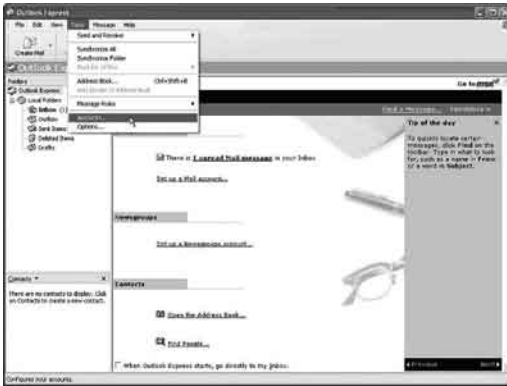 Outlook Express
File Edit View Tools Message Help
Create Mail
Send and Receive
Synchronize All
Synchronize Folder
Address Book... Ctrl+Shift+B
Message Rules
Accounts...
Options...
Outlook Express
Folders
Outlook Express
Local Folders
Inbox (1)
Outbox
Sent Items
Deleted Items
Drafts
Go to msn
Find a Message... Identities
There is 1 unread Mail message in your Inbox
Set up a Mail account...
Newsgroups
Set up a Newsgroups account...
Contacts
Open the Address Book...
Find People...
When Outlook Express starts, go directly to my Inbox.
Tip of the day
To quickly locate certain
messages, click Find on the
toolbar. Type in what to look
for, such as a name in From
or a word in Subject.
Previous Next
Contacts
There are no contacts to display. Click
on Contacts to create a new contact.
Configures your accounts.